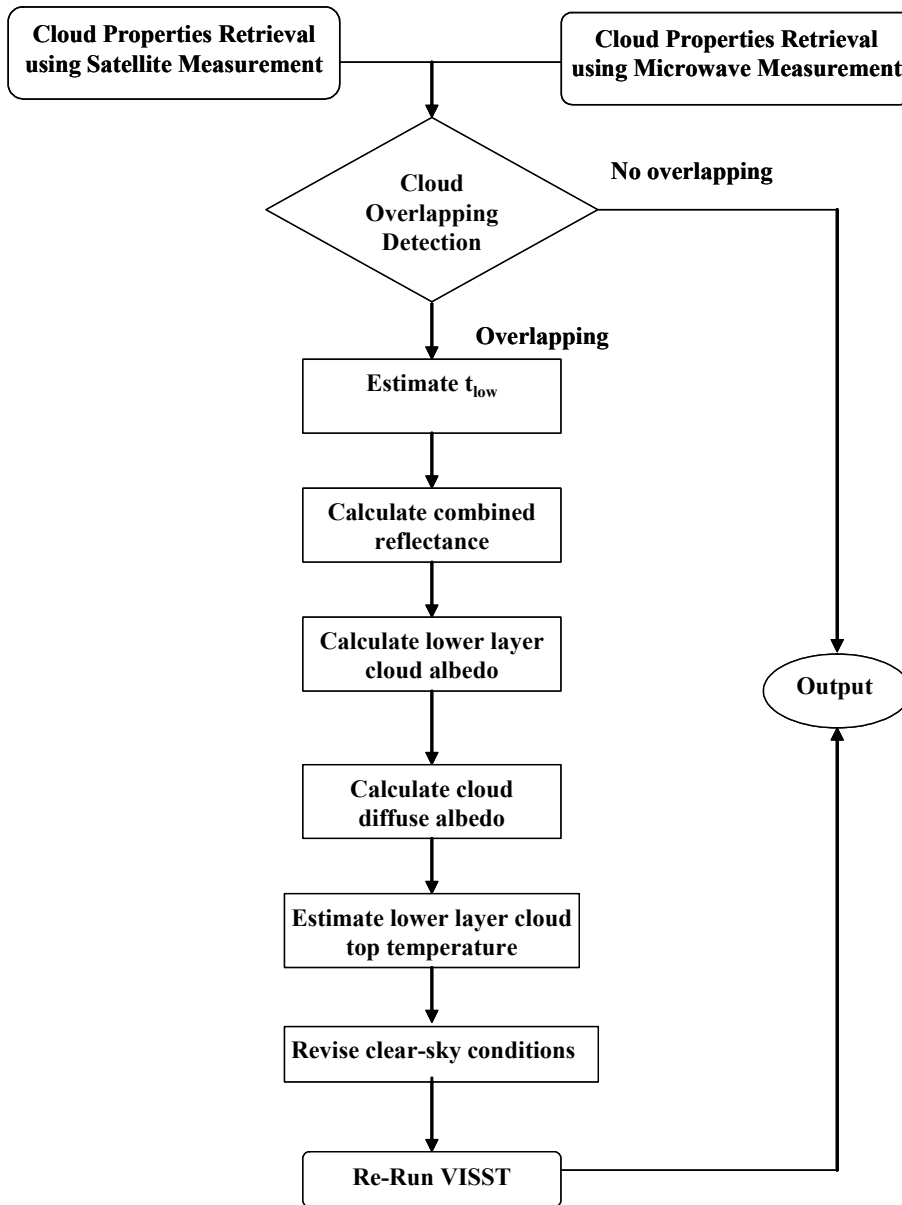 Cloud Properties Retrieval
using Satellite Measurement
Cloud Properties Retrieval
using Microwave Measurement
Cloud
Overlapping
Detection
No overlapping
Overlapping
Estimate t_low
Calculate combined
reflectance
Calculate lower layer
cloud albedo
Output
Calculate cloud
diffuse albedo
Estimate lower layer cloud
top temperature
Revise clear-sky conditions
Re-Run VISST